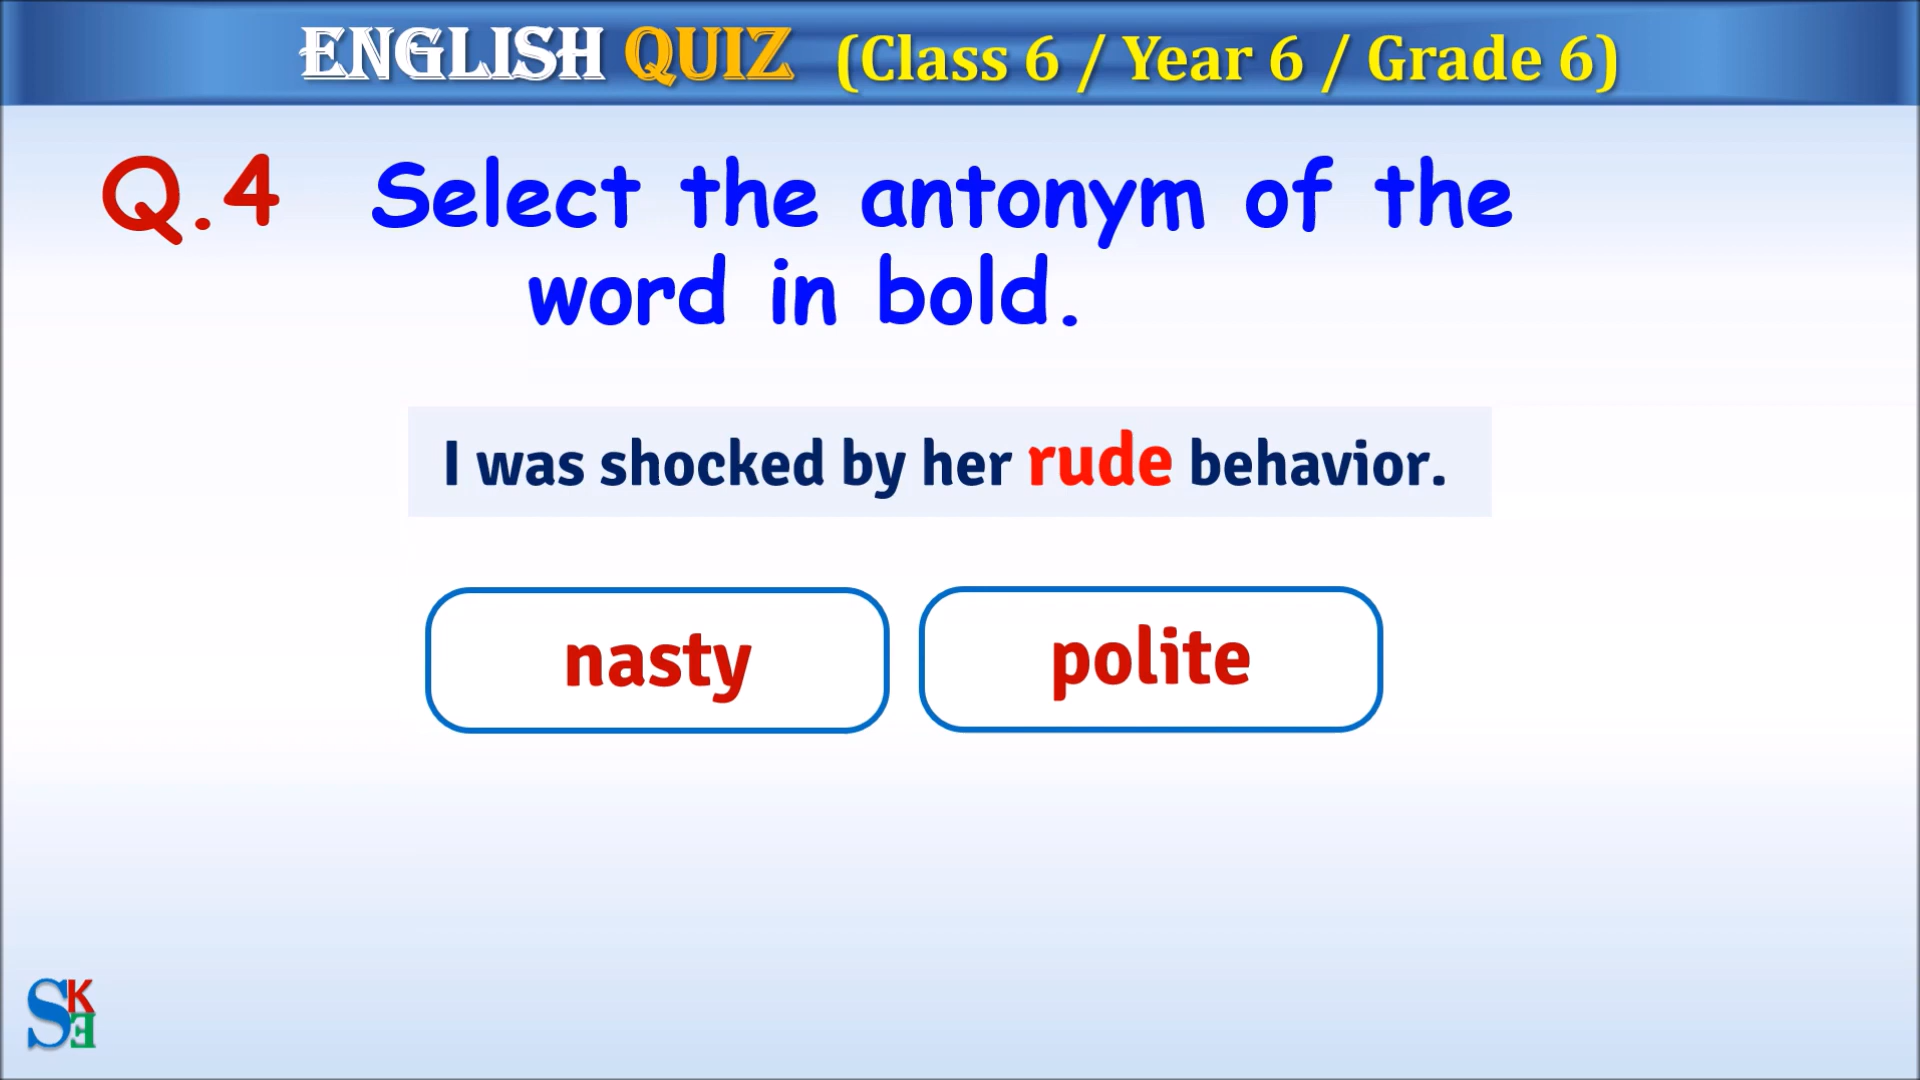 ENGLISH QUIZ (Class 6 / Year 6 / Grade 6)
Q.4 Select the antonym of the
word in bold.
I was shocked by her rude behavior.
nasty polite
SKE